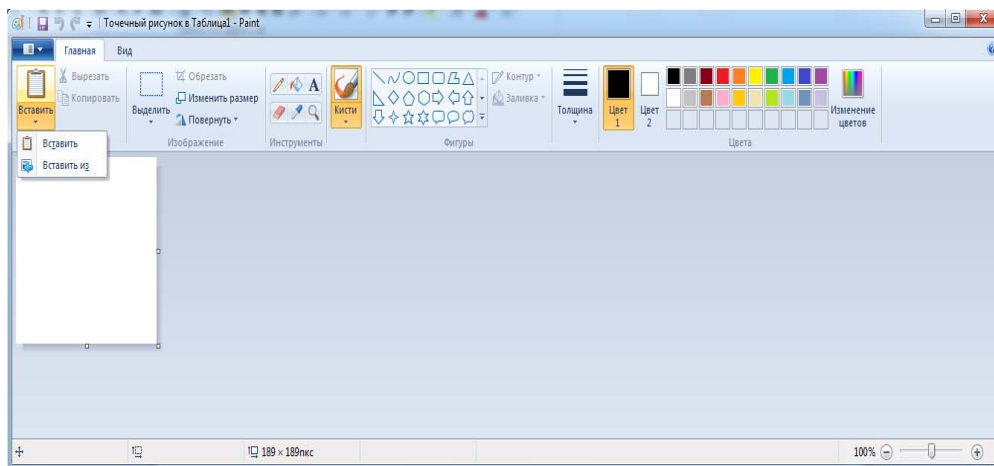 Точечный рисунок в Таблица1 - Paint
Главная Вид
Вставить
Вырезать
Копировать
Выделить
Обрезать
Изменить размер
Повернуть
Изображение
A
Инструменты
Кисти
Контур
Заливка
Фигуры
Толщина
Цвет 1
Цвет 2
Изменение цветов
Цвета
Вставить
Вставить из
189 × 189пкс
100%